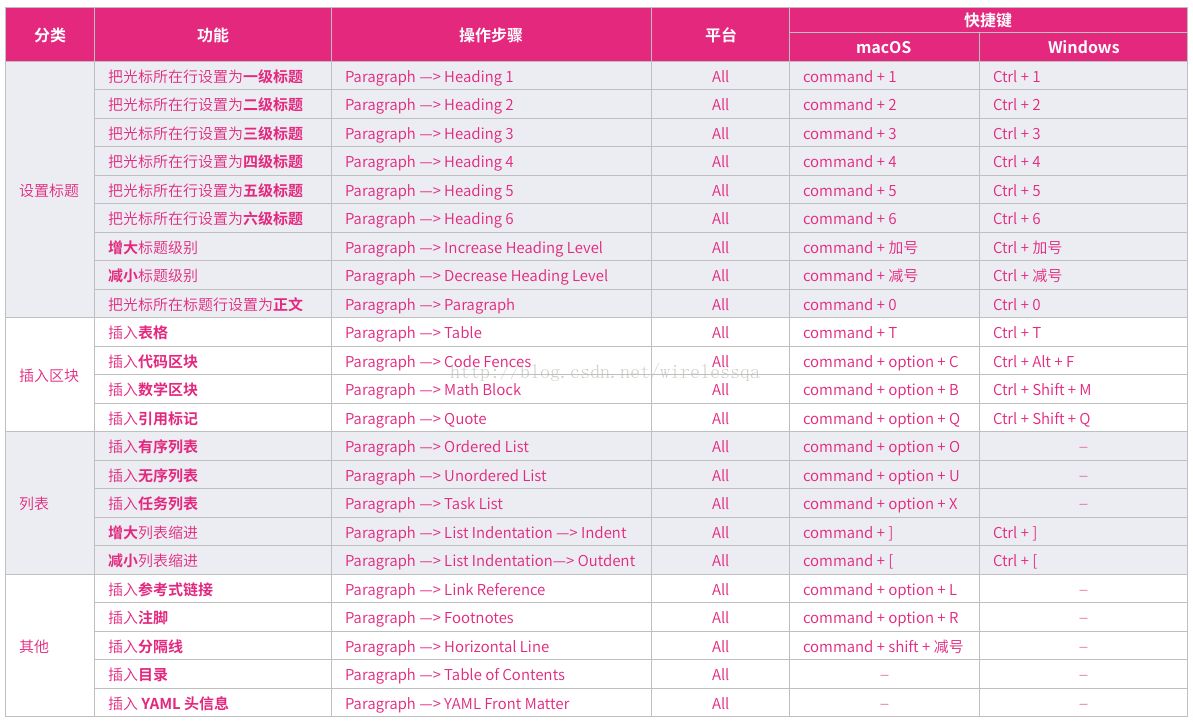 分类 功能 操作步骤 平台 快捷键
macOS Windows
设置标题
把光标所在行设置为一级标题 Paragraph —> Heading 1 All command + 1 Ctrl + 1
把光标所在行设置为二级标题 Paragraph —> Heading 2 All command + 2 Ctrl + 2
把光标所在行设置为三级标题 Paragraph —> Heading 3 All command + 3 Ctrl + 3
把光标所在行设置为四级标题 Paragraph —> Heading 4 All command + 4 Ctrl + 4
把光标所在行设置为五级标题 Paragraph —> Heading 5 All command + 5 Ctrl + 5
把光标所在行设置为六级标题 Paragraph —> Heading 6 All command + 6 Ctrl + 6
增大标题级别 Paragraph —> Increase Heading Level All command + 加号 Ctrl + 加号
减小标题级别 Paragraph —> Decrease Heading Level All command + 减号 Ctrl + 减号
把光标所在标题行设置为正文 Paragraph —> Paragraph All command + 0 Ctrl + 0
插入区块
插入表格 Paragraph —> Table All command + T Ctrl + T
插入代码区块 Paragraph —> Code Fences All command + option + C Ctrl + Alt + F
http://blog.csdn.net/wirelessqa
插入数学区块 Paragraph —> Math Block All command + option + B Ctrl + Shift + M
插入引用标记 Paragraph —> Quote All command + option + Q Ctrl + Shift + Q
列表
插入有序列表 Paragraph —> Ordered List All command + option + O –
插入无序列表 Paragraph —> Unordered List All command + option + U –
插入任务列表 Paragraph —> Task List All command + option + X –
增大列表缩进 Paragraph —> List Indentation —> Indent All command + ] Ctrl + ]
减小列表缩进 Paragraph —> List Indentation—> Outdent All command + [ Ctrl + [
其他
插入参考式链接 Paragraph —> Link Reference All command + option + L –
插入注脚 Paragraph —> Footnotes All command + option + R –
插入分隔线 Paragraph —> Horizontal Line All command + shift + 减号 –
插入目录 Paragraph —> Table of Contents All – –
插入 YAML 头信息 Paragraph —> YAML Front Matter All – –